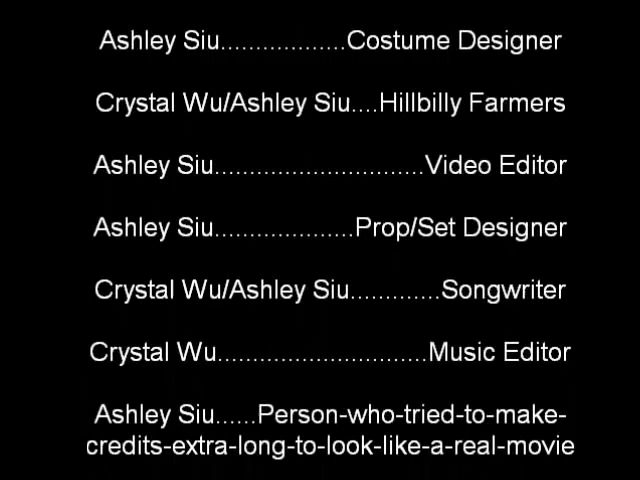 Ashley Siu..................Costume Designer
Crystal Wu/Ashley Siu....Hillbilly Farmers
Ashley Siu..............................Video Editor
Ashley Siu....................Prop/Set Designer
Crystal Wu/Ashley Siu.............Songwriter
Crystal Wu..............................Music Editor
Ashley Siu......Person-who-tried-to-make-
credits-extra-long-to-look-like-a-real-movie